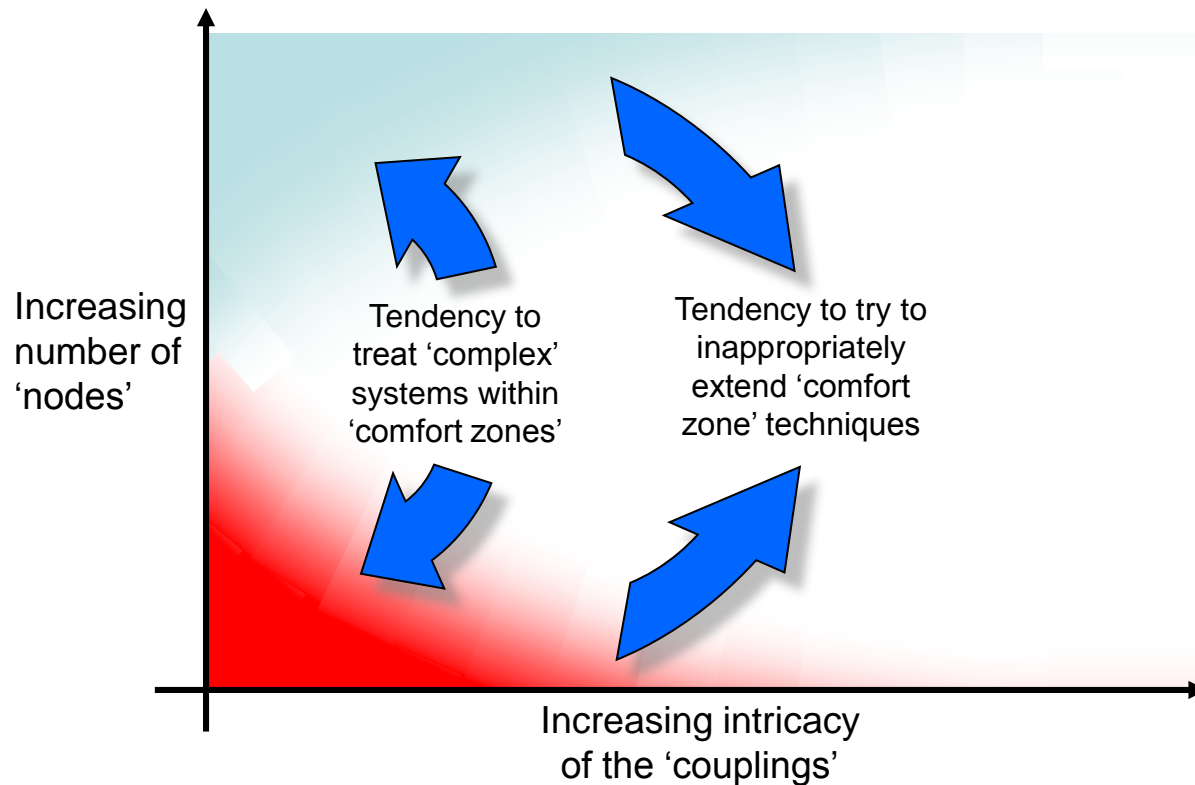 Increasing
number of
‘nodes’
Tendency to
treat ‘complex’
systems within
‘comfort zones’
Tendency to try to
inappropriately
extend ‘comfort
zone’ techniques
Increasing intricacy
of the ‘couplings’